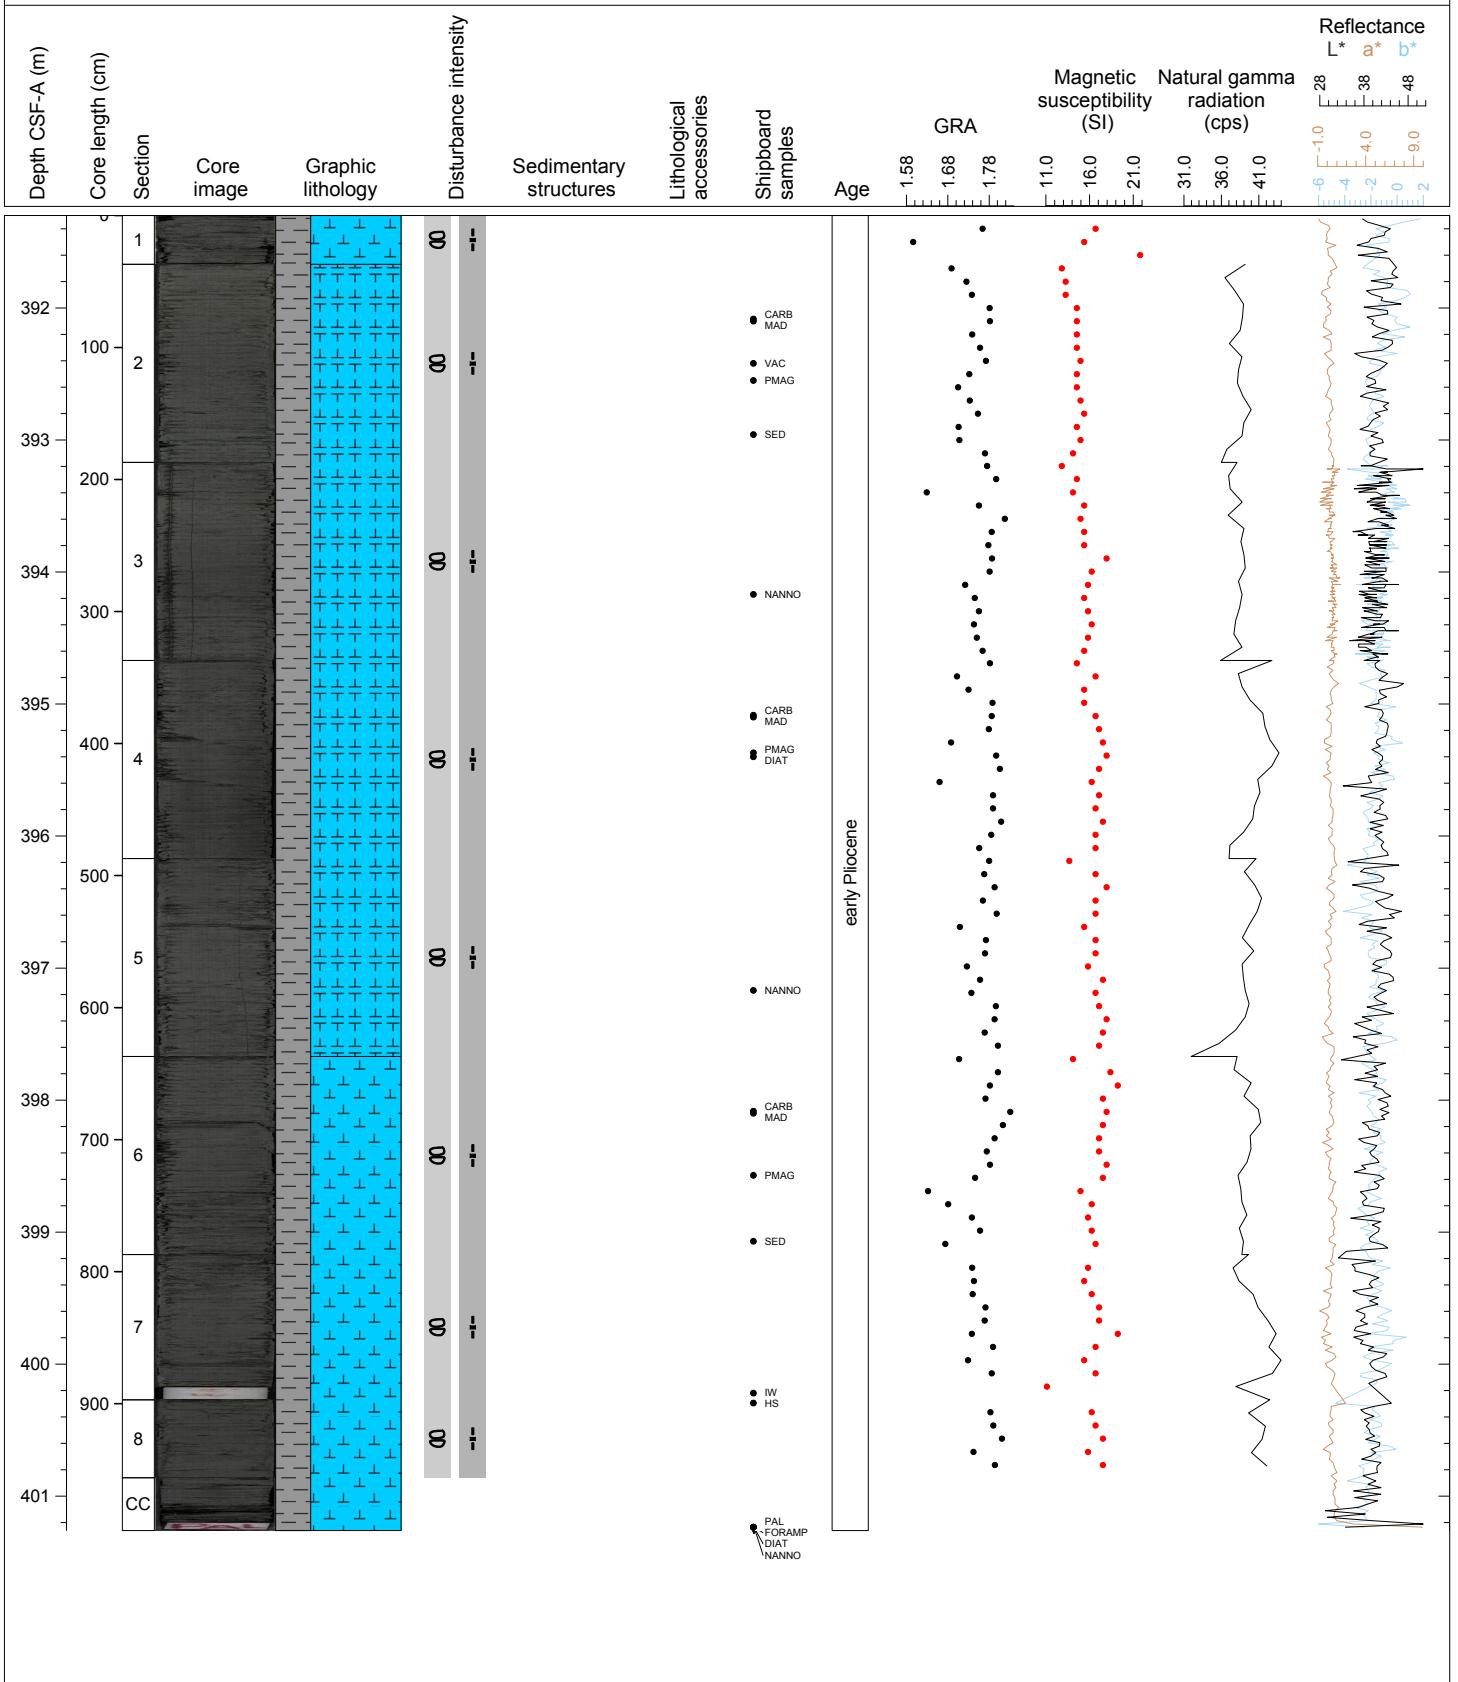 Depth CSF-A (m)
Core length (cm)
Section
Core
image
Graphic
lithology
Disturbance intensity
Sedimentary
structures
Lithological
accessories
Shipboard
samples
Age
GRA
1.58
1.68
1.78
Magnetic
susceptibility
(SI)
11.0
16.0
21.0
Natural gamma
radiation
(cps)
31.0
36.0
41.0
Reflectance
L* a* b*
28
38
48
-1.0
4.0
9.0
-6
-4
-2
0
2
0
1
392
CARB
MAD
100
2
VAC
PMAG
393
SED
200
3
394
NANNO
300
395
CARB
MAD
400
4
PMAG
DIAT
396
500
early Pliocene
5
397
NANNO
600
398
CARB
MAD
700
6
PMAG
399
SED
800
7
400
IW
900
HS
8
401
CC
PAL
FORAMP
DIAT
NANNO